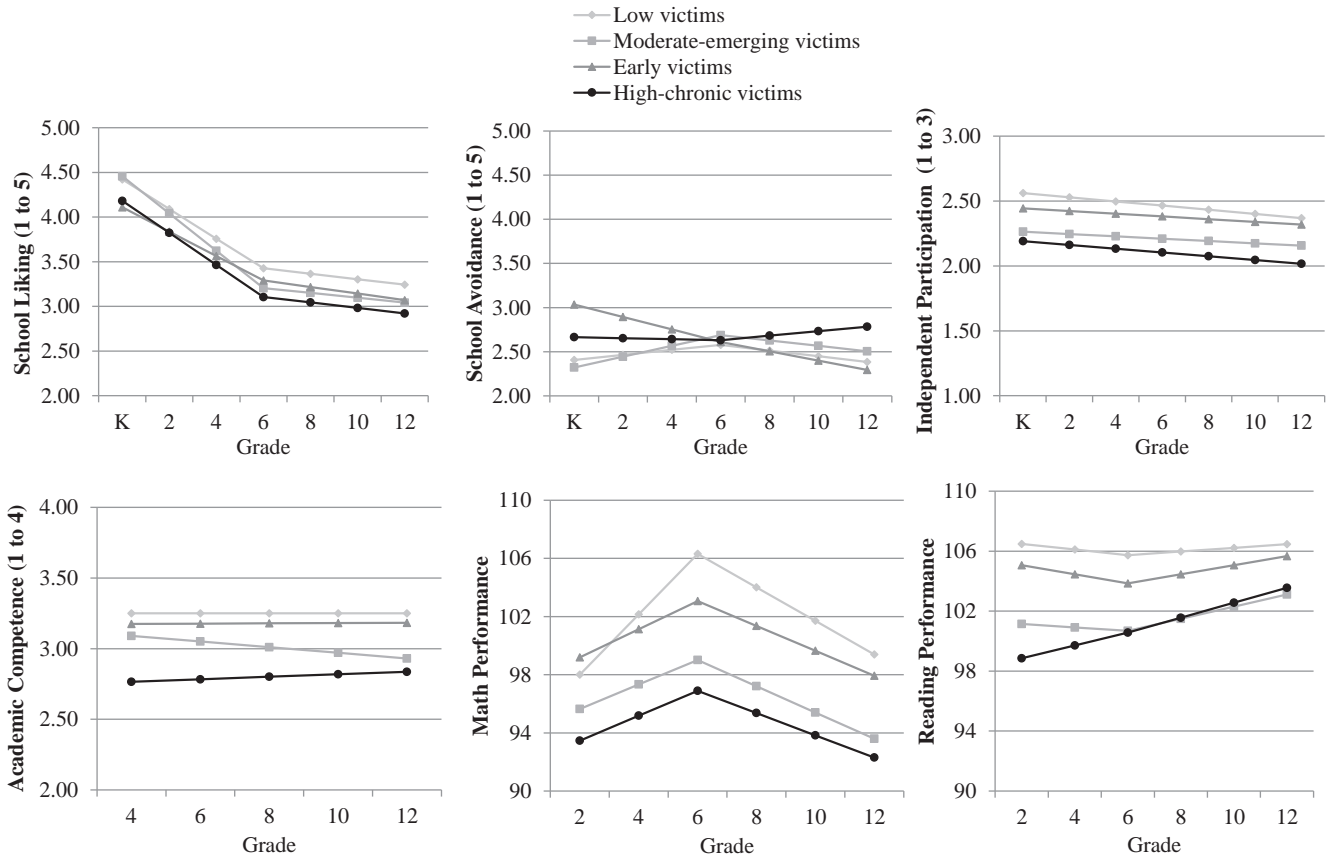 Low victims
Moderate-emerging victims
Early victims
High-chronic victims
School Liking (1 to 5)
5.00
4.50
4.00
3.50
3.00
2.50
2.00
K 2 4 6 8 10 12
Grade
School Avoidance (1 to 5)
5.00
4.50
4.00
3.50
3.00
2.50
2.00
K 2 4 6 8 10 12
Grade
Independent Participation (1 to 3)
3.00
2.50
2.00
1.50
1.00
K 2 4 6 8 10 12
Grade
Academic Competence (1 to 4)
4.00
3.50
3.00
2.50
2.00
4 6 8 10 12
Grade
Math Performance
110
106
102
98
94
90
2 4 6 8 10 12
Grade
Reading Performance
110
106
102
98
94
90
2 4 6 8 10 12
Grade